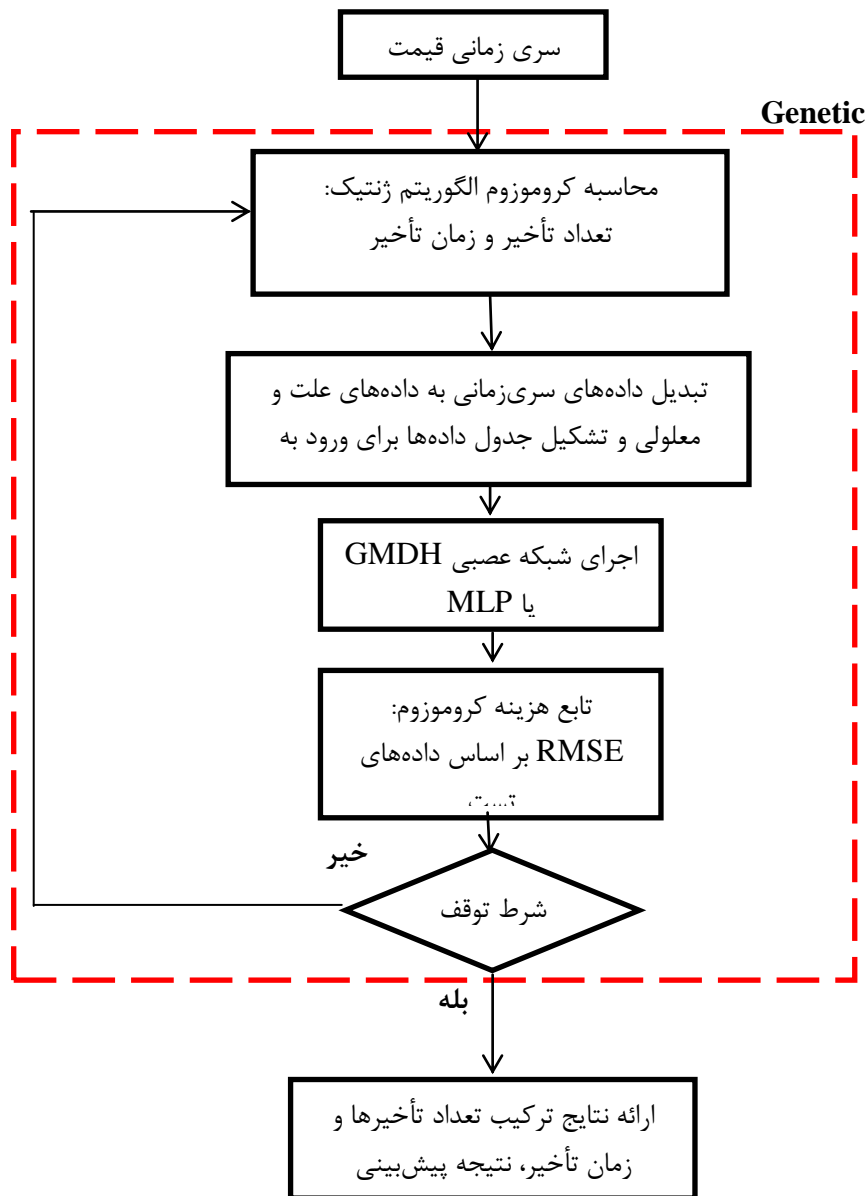 سری زمانی قیمت
Genetic
محاسبه کروموزوم الگوریتم ژنتیک:
تعداد تأخیر و زمان تأخیر
تبدیل داده‌های سری‌زمانی به داده‌های علت و
معلولی و تشکیل جدول داده‌ها برای ورود به
اجرای شبکه عصبی GMDH
یا MLP
تابع هزینه کروموزوم:
RMSE بر اساس داده‌های
تست
خیر
شرط توقف
بله
ارائه نتایج ترکیب تعداد تأخیرها و
زمان تأخیر، نتیجه پیش‌بینی